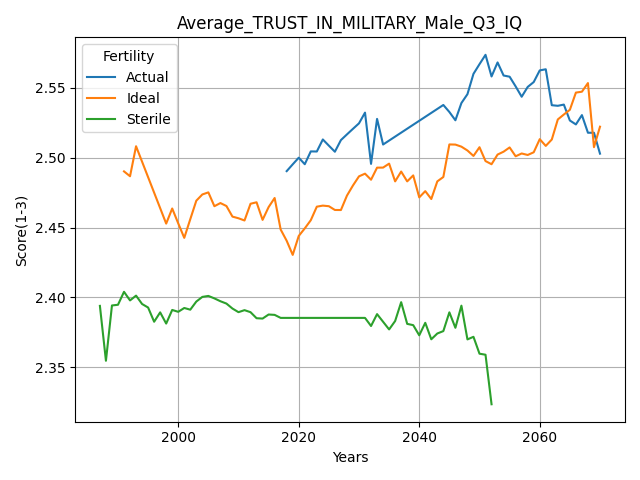 Average_TRUST_IN_MILITARY_Male_Q3_IQ
Fertility
Actual
Ideal
Sterile
Score(1-3)
2.55
2.50
2.45
2.40
2.35
2000 2020 2040 2060
Years